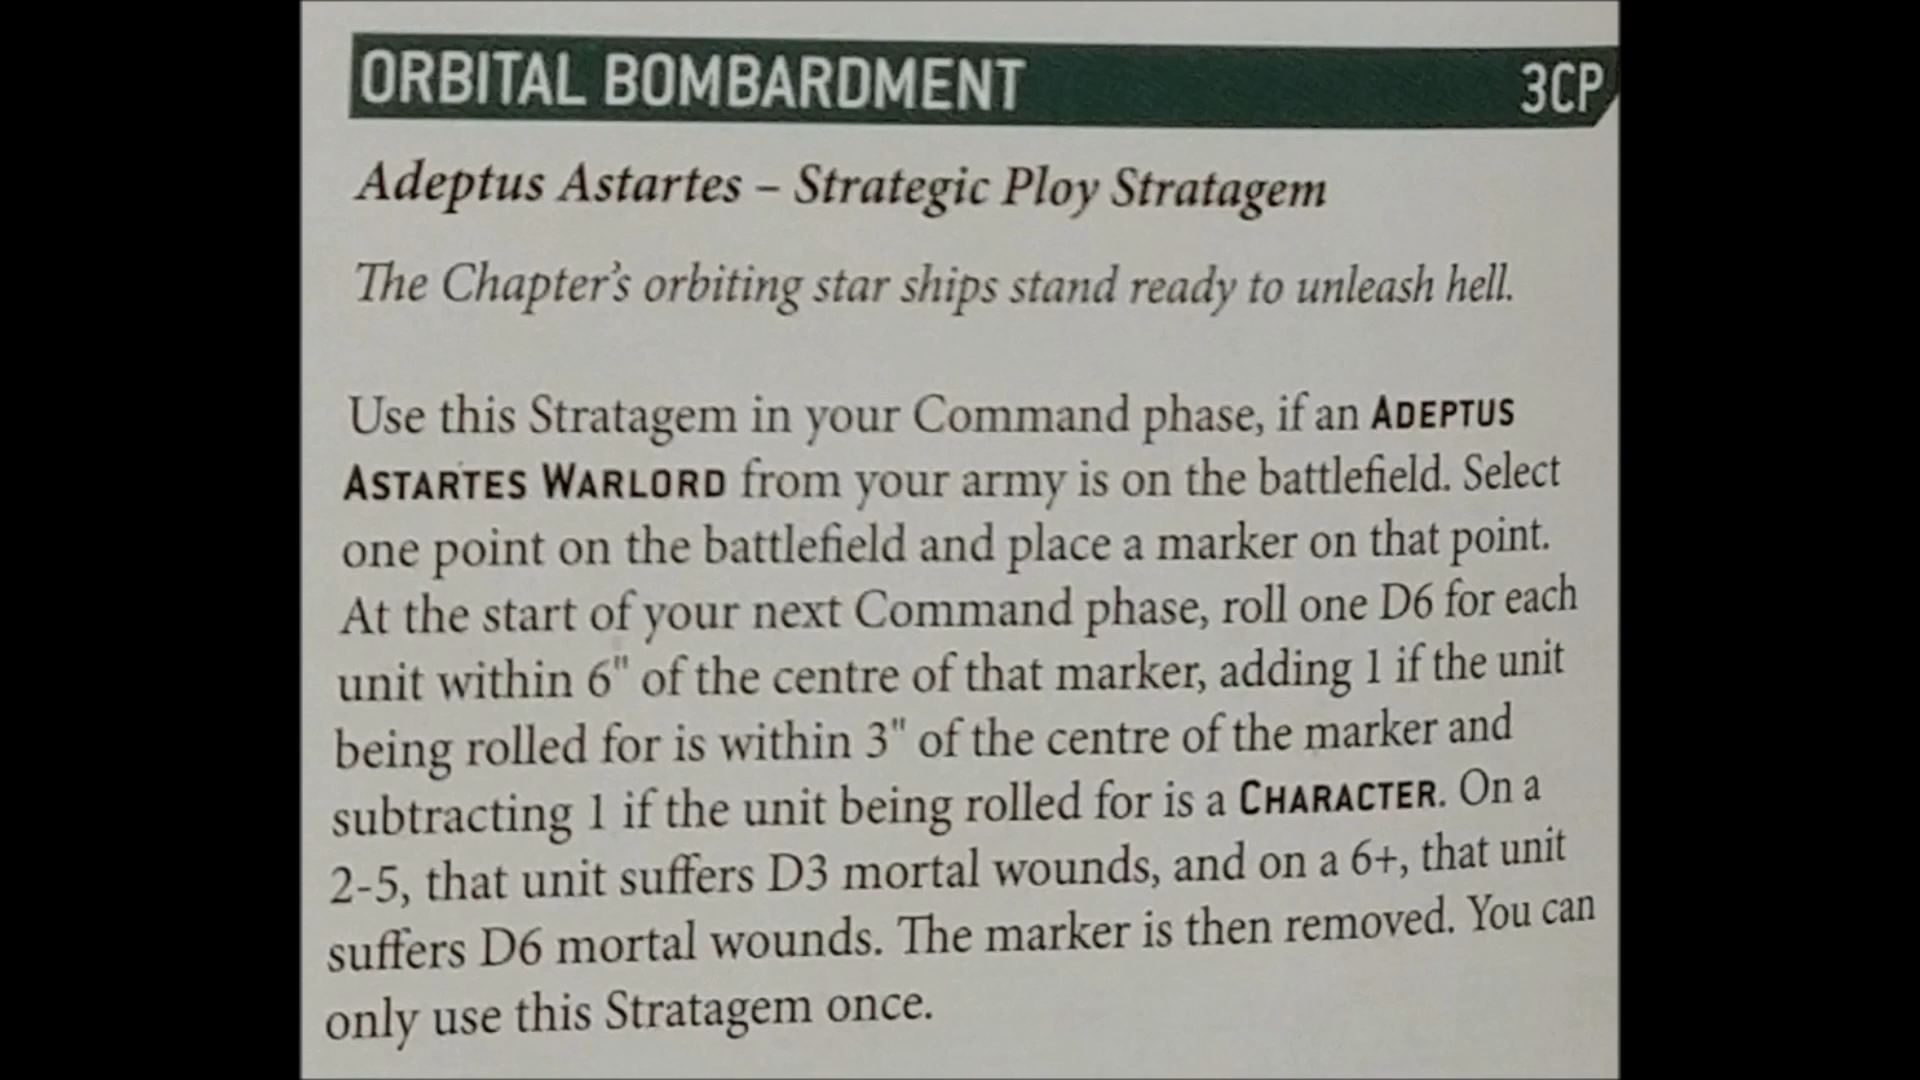 ORBITAL BOMBARDMENT 3CP
Adeptus Astartes – Strategic Ploy Stratagem
The Chapter's orbiting star ships stand ready to unleash hell.
Use this Stratagem in your Command phase, if an ADEPTUS
ASTARTES WARLORD from your army is on the battlefield. Select
one point on the battlefield and place a marker on that point.
At the start of your next Command phase, roll one D6 for each
unit within 6" of the centre of that marker, adding 1 if the unit
being rolled for is within 3" of the centre of the marker and
subtracting 1 if the unit being rolled for is a CHARACTER. On a
2-5, that unit suffers D3 mortal wounds, and on a 6+, that unit
suffers D6 mortal wounds. The marker is then removed. You can
only use this Stratagem once.